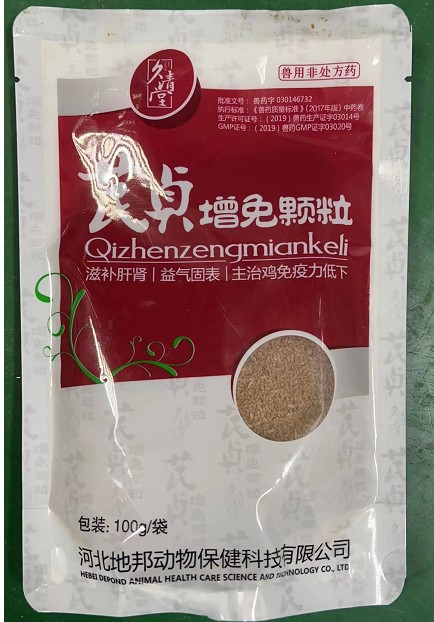 久靖堂
兽用非处方药
批准文号： 兽药字 030146732
执行标准：《兽药质量标准》（2017年版）中药卷
生产许可证号：（2019）兽药生产证字03014号
GMP证号：（2019）兽药GMP证字03020号
芪贞增免颗粒
Qizhenzengmiankeli
滋补肝肾|益气固表|主治鸡免疫力低下
包装: 100g/袋
河北地邦动物保健科技有限公司
HEBEI DEPOND ANIMAL HEALTH CARE SCIENCE AND TECHNOLOGY CO., LTD